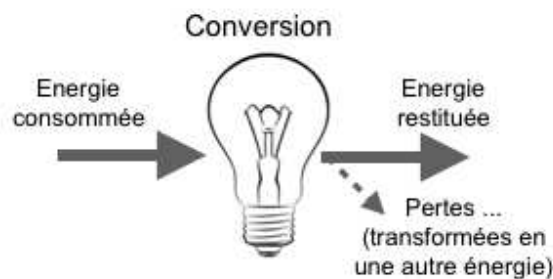 Conversion
Energie
consommée
Energie
restituée
Pertes ...
(transformées en
une autre énergie)